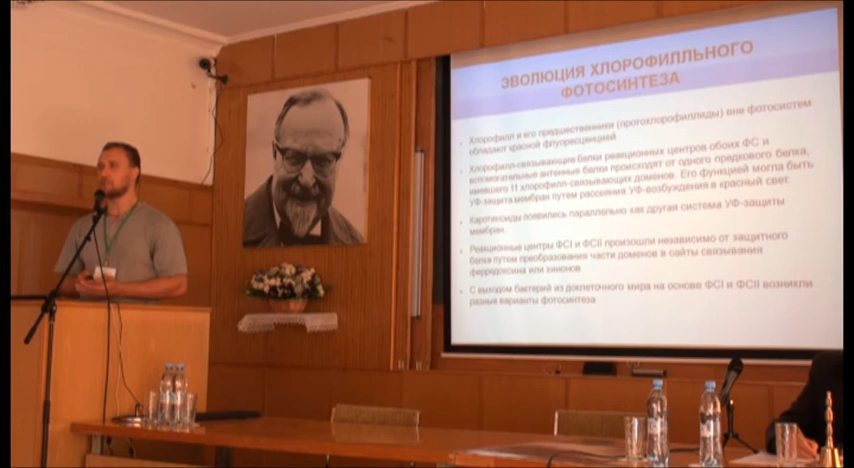 ЭВОЛЮЦИЯ ХЛОРОФИЛЛЬНОГО
ФОТОСИНТЕЗА
Хлорофилл и его предшественники (протохлорофиллиды) вне фотосистем
обладают красной флуоресценцией
Хлорофилл-связывающие белки реакционных центров обоих ФС и
вспомогательные антенные белки происходят от одного предкового белка,
имевшего 11 хлорофилл-связывающих доменов. Его функцией могла быть
УФ-защита мембран путем рассеяния УФ-возбуждения в красный свет.
Каротиноиды появились параллельно как другая система УФ-защиты
мембран.
Реакционные центры ФСI и ФСII произошли независимо от защитного
белка путем преобразования части доменов в сайты связывания
ферредоксина или хинонов
С выходом бактерий из доклеточного мира на основе ФСI и ФСII возникли
разные варианты фотосинтеза